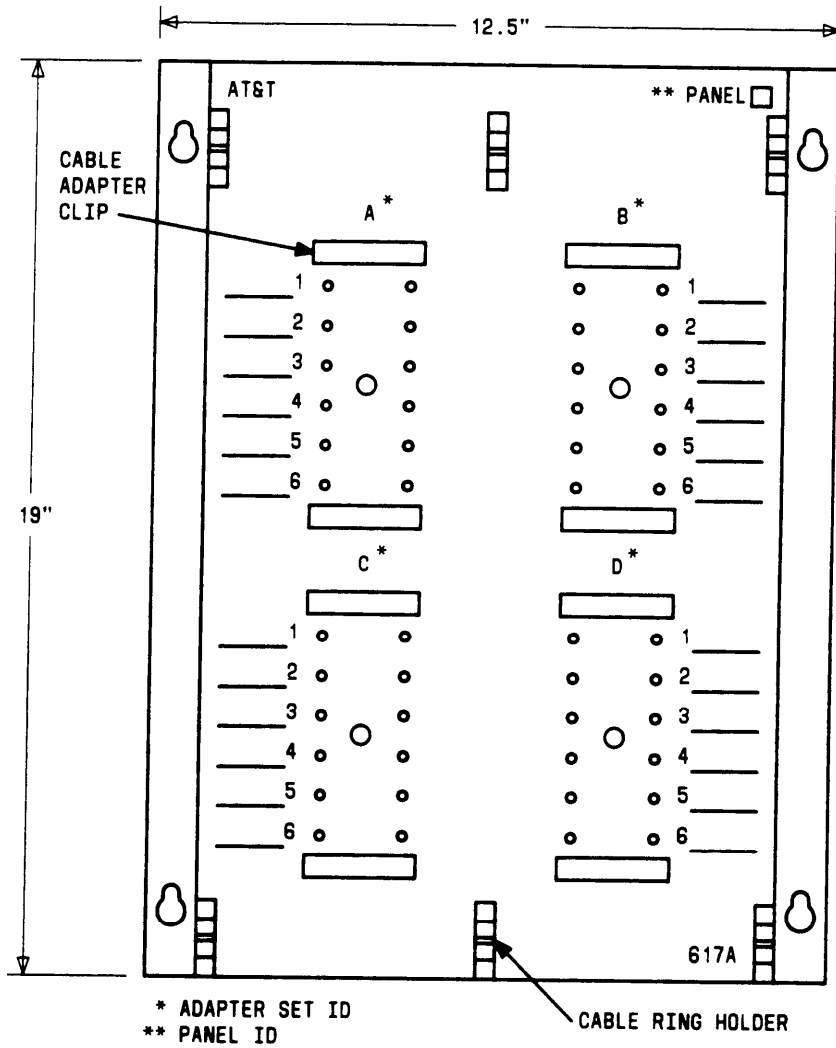 12.5"
AT&T
** PANEL
CABLE
ADAPTER
CLIP
A*
B*
1
2
3
4
5
6
1
2
3
4
5
6
19"
C*
D*
1
2
3
4
5
6
1
2
3
4
5
6
617A
* ADAPTER SET ID
** PANEL ID
CABLE RING HOLDER